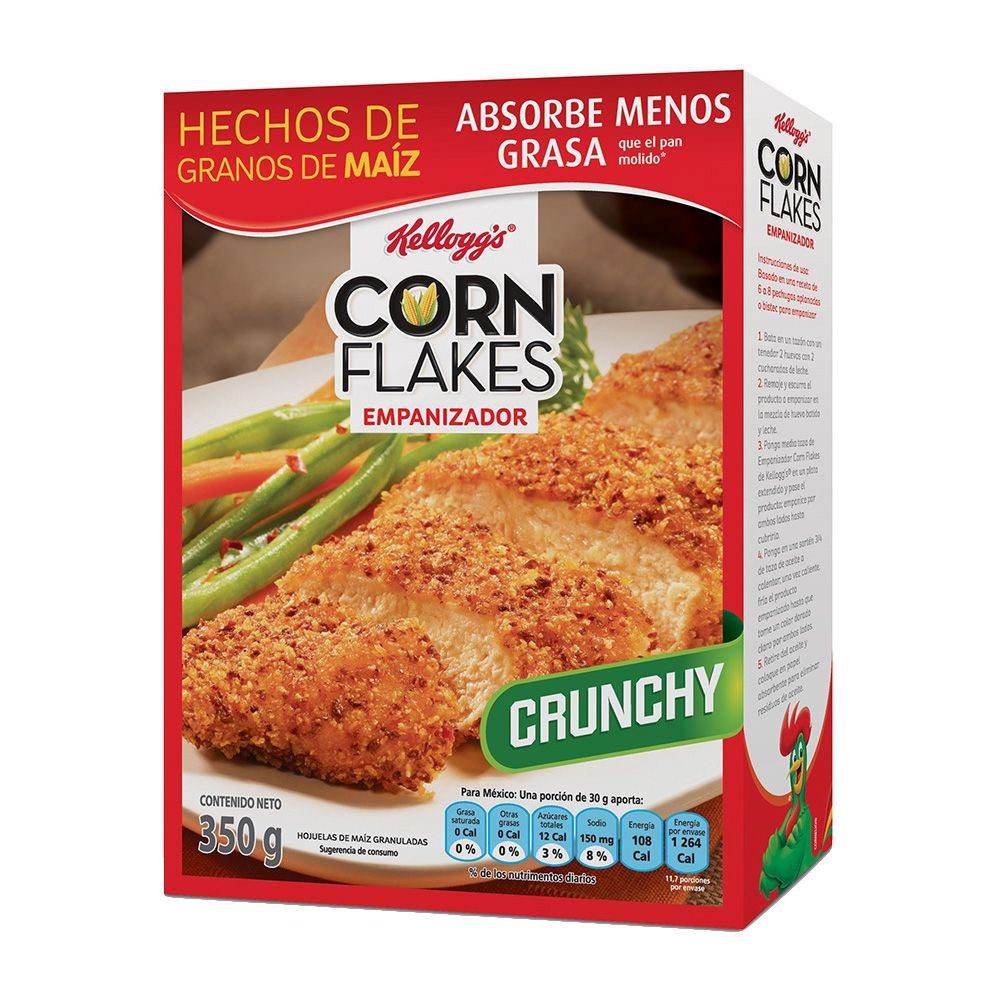 HECHOS DE
GRANOS DE MAÍZ
ABSORBE MENOS
GRASA que el pan
molido*
Kellogg's®
CORN
FLAKES
EMPANIZADOR
CRUNCHY
CONTENIDO NETO
350 g
HOJUELAS DE MAÍZ GRANULADAS
Sugerencia de consumo
Para México: Una porción de 30 g aporta:
Grasa saturada 0 Cal 0 %
Otras grasas 0 Cal 0 %
Azúcares totales 12 Cal 3 %
Sodio 150 mg 8 %
Energía 108 Cal
Energía por envase 1 264 Cal
% de los nutrimentos diarios
11,7 porciones
por envase
Kellogg's
CORN
FLAKES
EMPANIZADOR
Instrucciones de uso:
Basado en una receta de
6 a 8 pechugas aplanadas
o bistec para empanizar
1. Bata en un tazón con un
tenedor 2 huevos con 2
cucharadas de leche.
2. Remoje y escurra el
producto a empanizar en
la mezcla de huevo batido
y leche.
3. Ponga media taza de
Empanizador Corn Flakes
de Kellogg's® en un plato
extendido y pase el
producto; empanice por
ambos lados hasta
cubrirlo.
4. Ponga en una sartén 3/4
de taza de aceite a
calentar; una vez caliente,
fría el producto
empanizado hasta que
tome un color dorado
claro por ambos lados.
5. Retire del aceite y
coloque en papel
absorbente para eliminar
residuos de aceite.